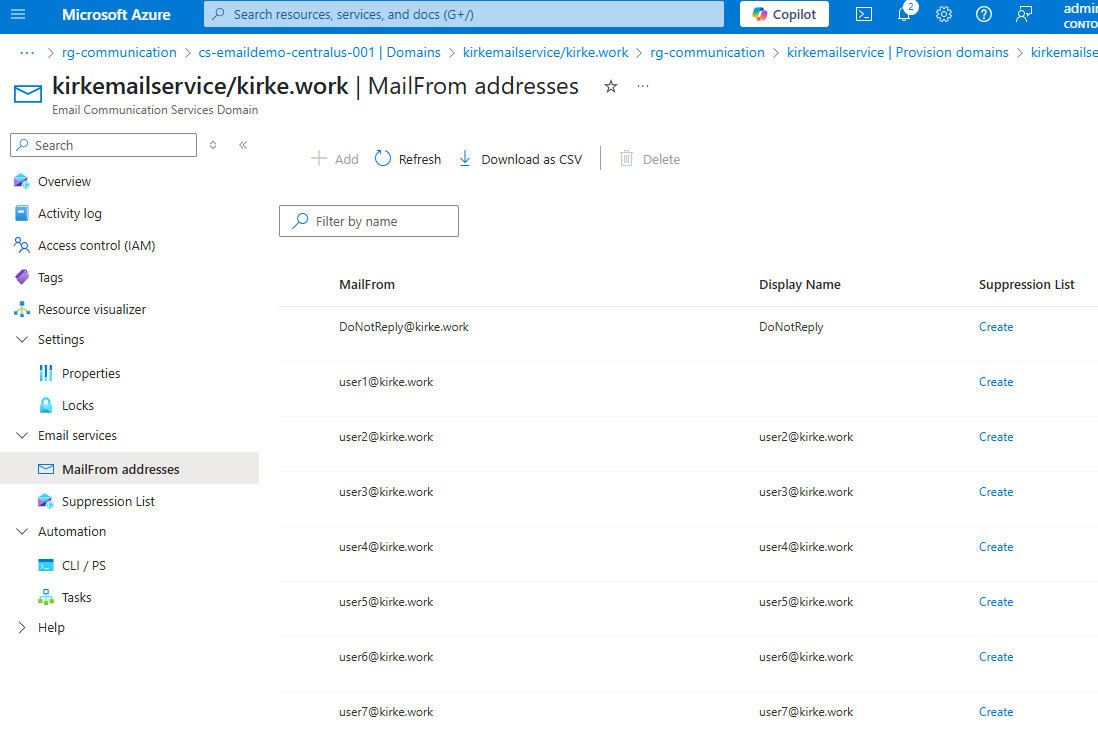 Microsoft Azure
Search resources, services, and docs (G+/)
Copilot
2
admin
CONTO
··· > rg-communication > cs-emaildemo-centralus-001 | Domains > kirkemailservice/kirke.work > rg-communication > kirkemailservice | Provision domains > kirkemailse
kirkemailservice/kirke.work | MailFrom addresses
Email Communication Services Domain
Search
Add Refresh Download as CSV Delete
Overview
Activity log
Access control (IAM)
Tags
Resource visualizer
Settings
Properties
Locks
Email services
MailFrom addresses
Suppression List
Automation
CLI / PS
Tasks
Help
Filter by name
MailFrom Display Name Suppression List
DoNotReply@kirke.work DoNotReply Create
user1@kirke.work Create
user2@kirke.work user2@kirke.work Create
user3@kirke.work user3@kirke.work Create
user4@kirke.work user4@kirke.work Create
user5@kirke.work user5@kirke.work Create
user6@kirke.work user6@kirke.work Create
user7@kirke.work user7@kirke.work Create